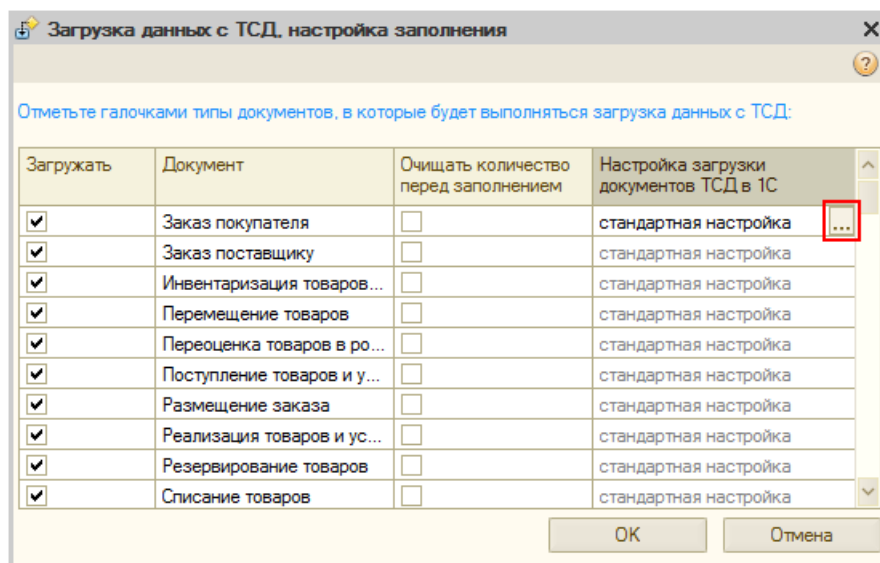 Загрузка данных с ТСД, настройка заполнения
Отметьте галочками типы документов, в которые будет выполняться загрузка данных с ТСД:
Загружать Документ Очищать количество перед заполнением Настройка загрузки документов ТСД в 1С
Заказ покупателя стандартная настройка ...
Заказ поставщику стандартная настройка
Инвентаризация товаров... стандартная настройка
Перемещение товаров стандартная настройка
Переоценка товаров в ро... стандартная настройка
Поступление товаров и у... стандартная настройка
Размещение заказа стандартная настройка
Реализация товаров и ус... стандартная настройка
Резервирование товаров стандартная настройка
Списание товаров стандартная настройка
OK Отмена